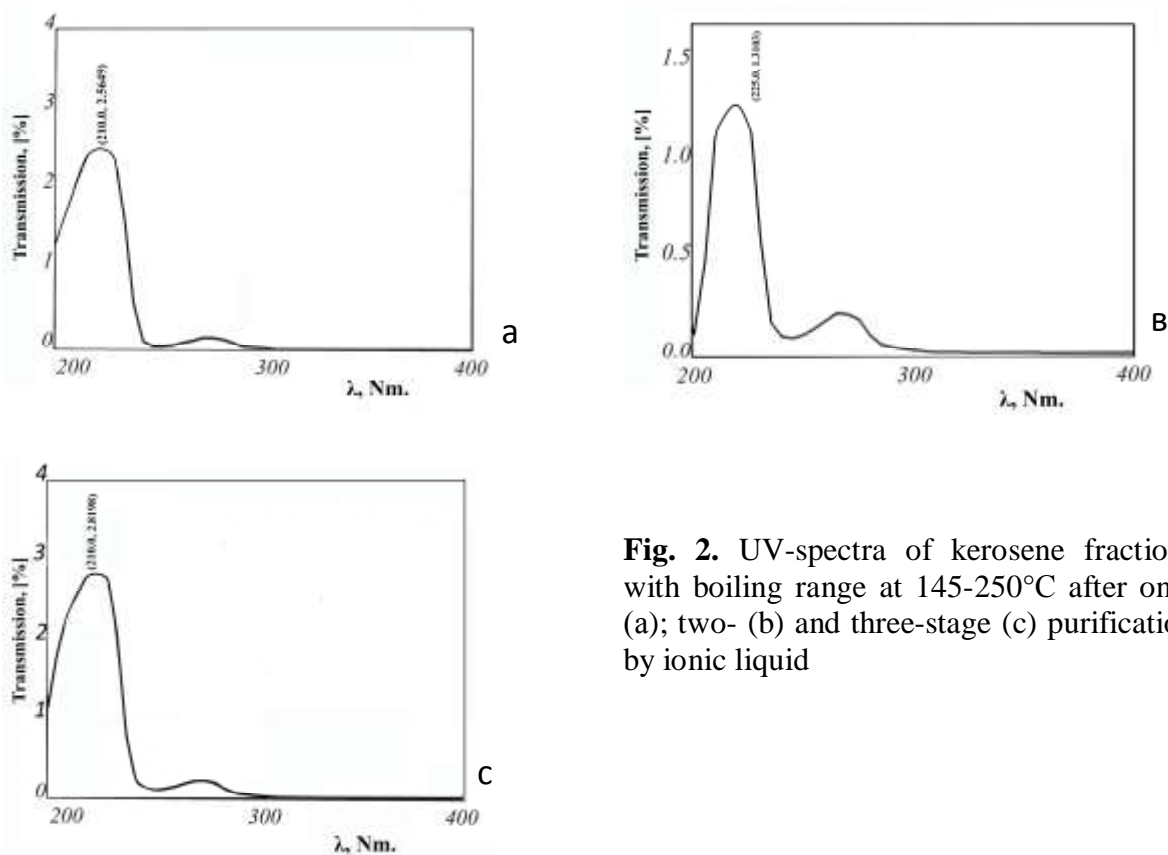 4
3
2
1
0
Transmission, [%]
(210.0, 2.5649)
200
300
400
λ, Nm.
a
1.5
1.0
0.5
0.0
Transmission, [%]
(225.0, 1.3103)
200
300
400
λ, Nm.
B
4
3
2
1
0
Transmission, [%]
(210.0, 2.8198)
200
300
400
λ, Nm.
c
Fig. 2. UV-spectra of kerosene fraction
with boiling range at 145-250°C after on
(a); two- (b) and three-stage (c) purificatio
by ionic liquid